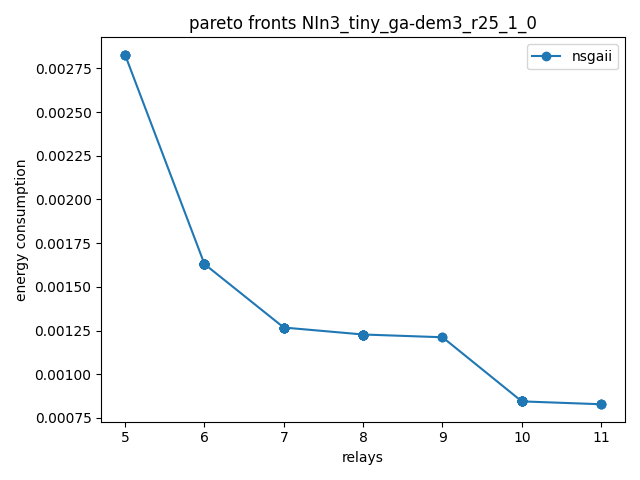 pareto fronts NIn3_tiny_ga-dem3_r25_1_0
nsgaii
0.00275
0.00250
0.00225
0.00200
0.00175
0.00150
0.00125
0.00100
0.00075
energy consumption
5 6 7 8 9 10 11
relays